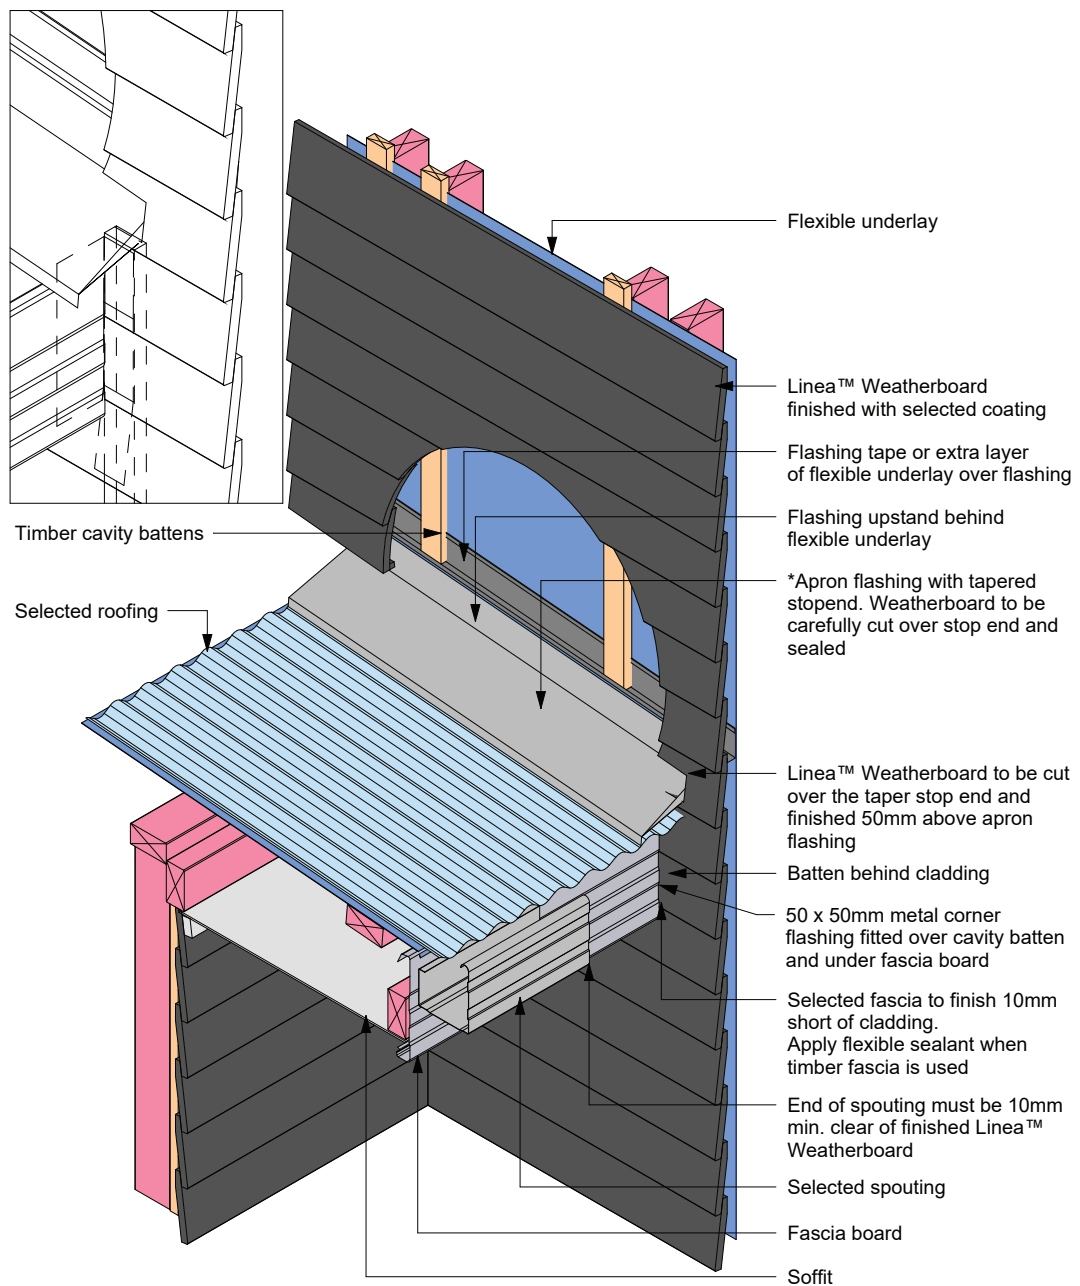 Flexible underlay
Linea™ Weatherboard
finished with selected coating
Flashing tape or extra layer
of flexible underlay over flashing
Timber cavity battens
Flashing upstand behind
flexible underlay
*Apron flashing with tapered
stopend. Weatherboard to be
carefully cut over stop end and
sealed
Selected roofing
Linea™ Weatherboard to be cut
over the taper stop end and
finished 50mm above apron
flashing
Batten behind cladding
50 x 50mm metal corner
flashing fitted over cavity batten
and under fascia board
Selected fascia to finish 10mm
short of cladding.
Apply flexible sealant when
timber fascia is used
End of spouting must be 10mm
min. clear of finished Linea™
Weatherboard
Selected spouting
Fascia board
Soffit